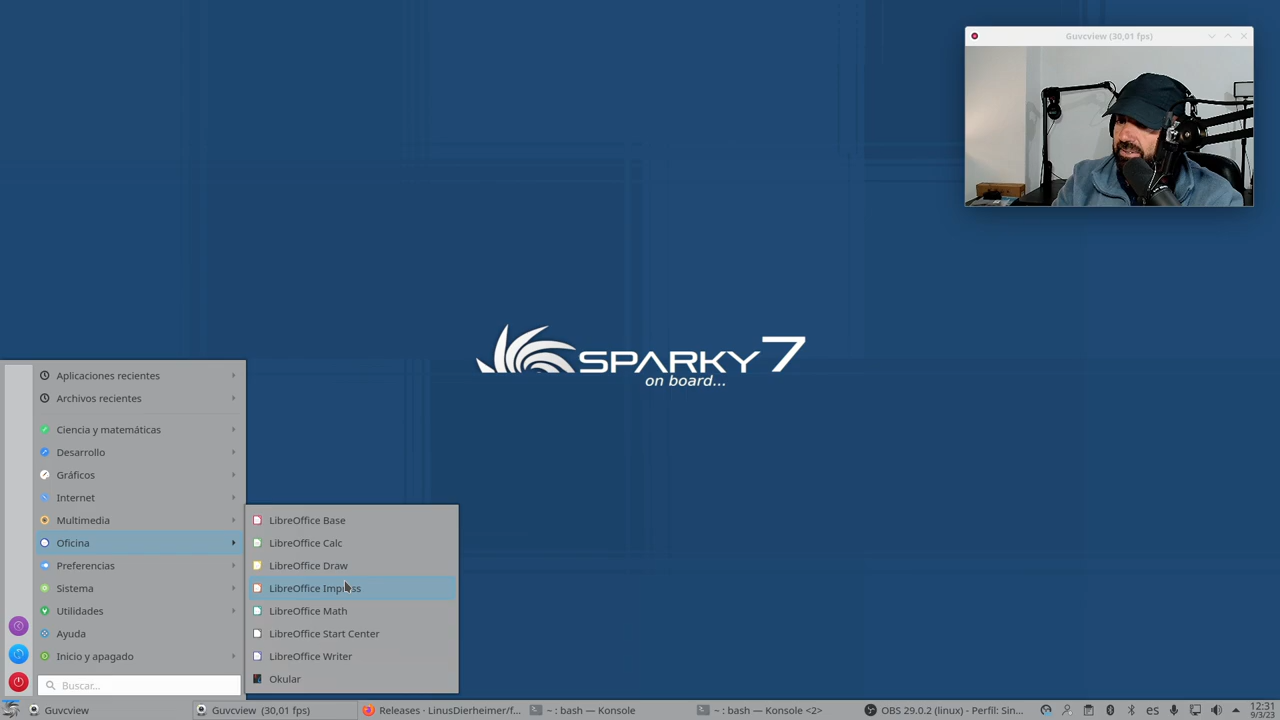 Guvcview (30,01 fps)
SPARKY 7
on board...
Aplicaciones recientes
Archivos recientes
Ciencia y matemáticas
Desarrollo
Gráficos
Internet
Multimedia
Oficina
Preferencias
Sistema
Utilidades
Ayuda
Inicio y apagado
Buscar...
LibreOffice Base
LibreOffice Calc
LibreOffice Draw
LibreOffice Impress
LibreOffice Math
LibreOffice Start Center
LibreOffice Writer
Okular
Guvcview
Guvcview (30,01 fps)
Releases · LinusDierheimer/f...
~ : bash — Konsole
~ : bash — Konsole <2>
OBS 29.0.2 (linux) - Perfil: Sin...
es
12:31
9/3/23